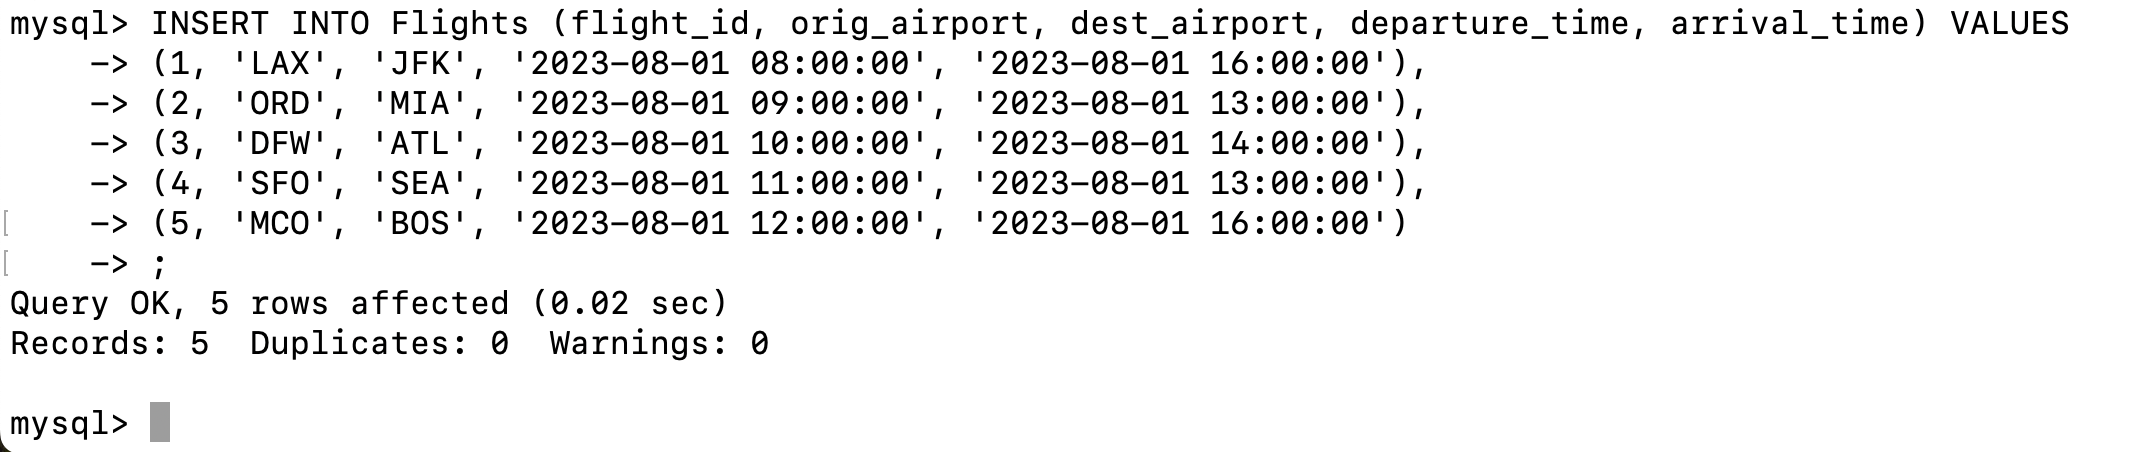 mysql> INSERT INTO Flights (flight_id, orig_airport, dest_airport, departure_time, arrival_time) VALUES
    -> (1, 'LAX', 'JFK', '2023-08-01 08:00:00', '2023-08-01 16:00:00'),
    -> (2, 'ORD', 'MIA', '2023-08-01 09:00:00', '2023-08-01 13:00:00'),
    -> (3, 'DFW', 'ATL', '2023-08-01 10:00:00', '2023-08-01 14:00:00'),
    -> (4, 'SFO', 'SEA', '2023-08-01 11:00:00', '2023-08-01 13:00:00'),
[    -> (5, 'MCO', 'BOS', '2023-08-01 12:00:00', '2023-08-01 16:00:00')
[    -> ;
Query OK, 5 rows affected (0.02 sec)
Records: 5  Duplicates: 0  Warnings: 0
mysql>